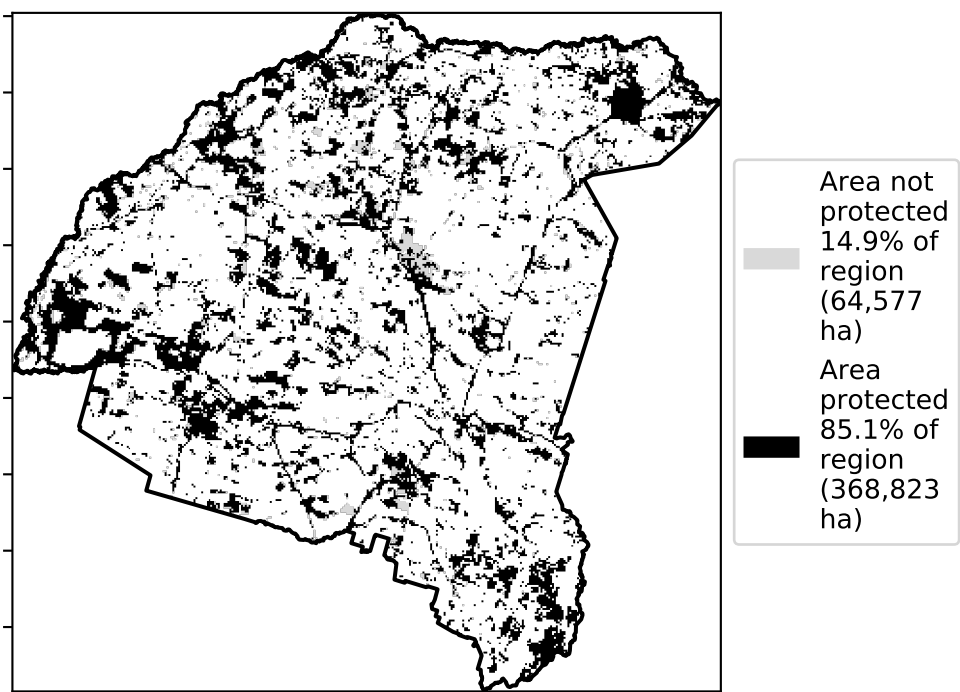 Area not
protected
14.9% of
region
(64,577
ha)
Area
protected
85.1% of
region
(368,823
ha)